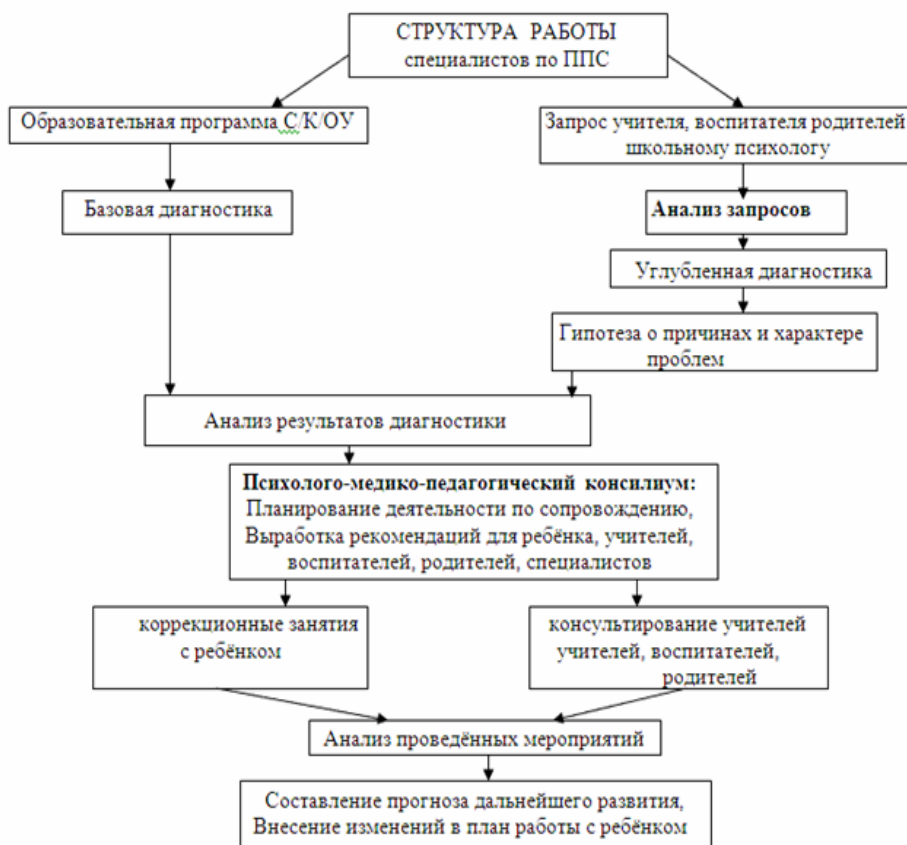 СТРУКТУРА РАБОТЫ
специалистов по ППС
Образовательная программа С/К/ОУ
Запрос учителя, воспитателя родителей
школьному психологу
Базовая диагностика
Анализ запросов
Углубленная диагностика
Гипотеза о причинах и характере
проблем
Анализ результатов диагностики
Психолого-медико-педагогический консилиум:
Планирование деятельности по сопровождению,
Выработка рекомендаций для ребёнка, учителей,
воспитателей, родителей, специалистов
коррекционные занятия
с ребёнком
консультирование учителей
учителей, воспитателей,
родителей
Анализ проведённых мероприятий
Составление прогноза дальнейшего развития,
Внесение изменений в план работы с ребёнком